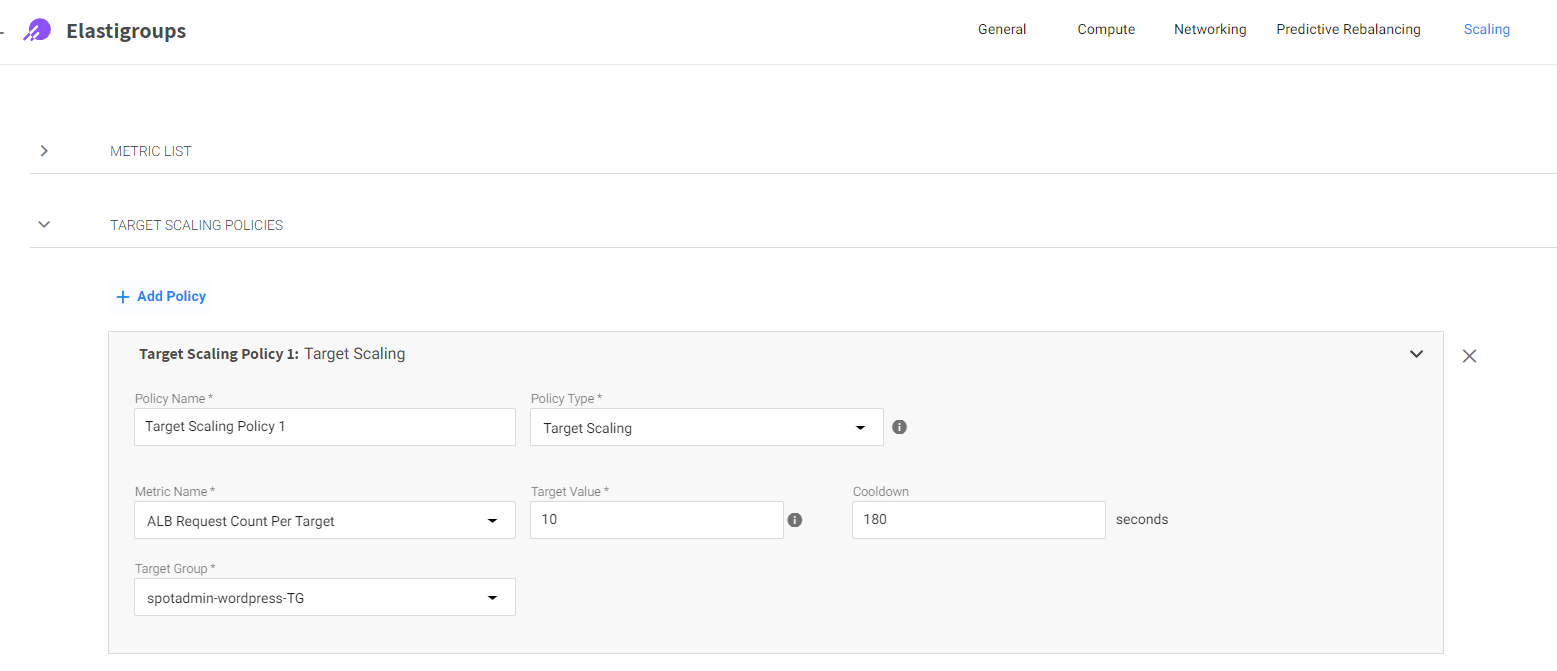 Elastigroups
General Compute Networking Predictive Rebalancing Scaling
METRIC LIST
TARGET SCALING POLICIES
+ Add Policy
Target Scaling Policy 1: Target Scaling
Policy Name * Policy Type *
Target Scaling Policy 1 Target Scaling
Metric Name * Target Value * Cooldown
ALB Request Count Per Target 10 180 seconds
Target Group *
spotadmin-wordpress-TG